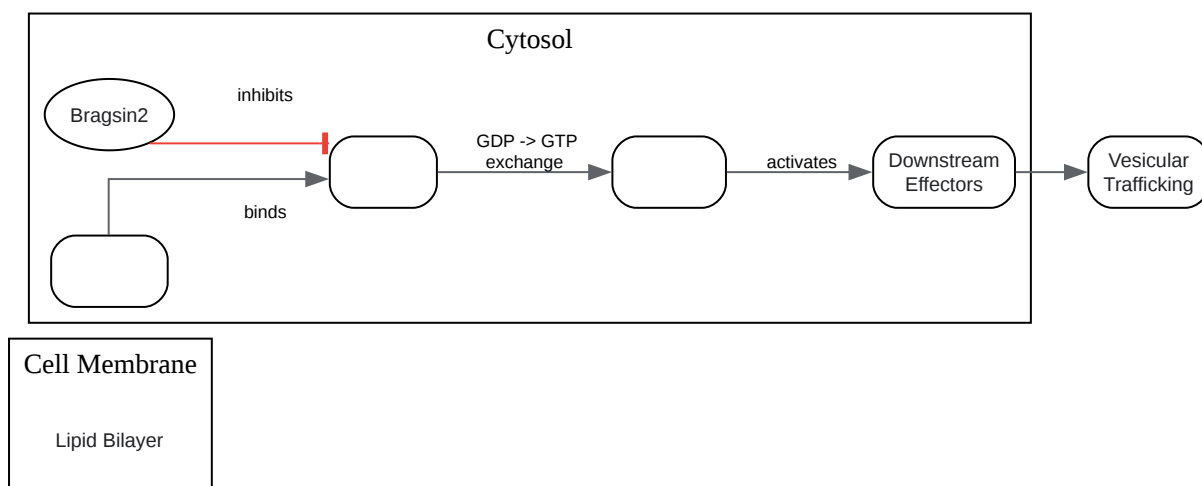 Cytosol
Bragsin2
inhibits
GDP -> GTP
exchange
activates
Downstream
Effectors
Vesicular
Trafficking
binds
Cell Membrane
Lipid Bilayer